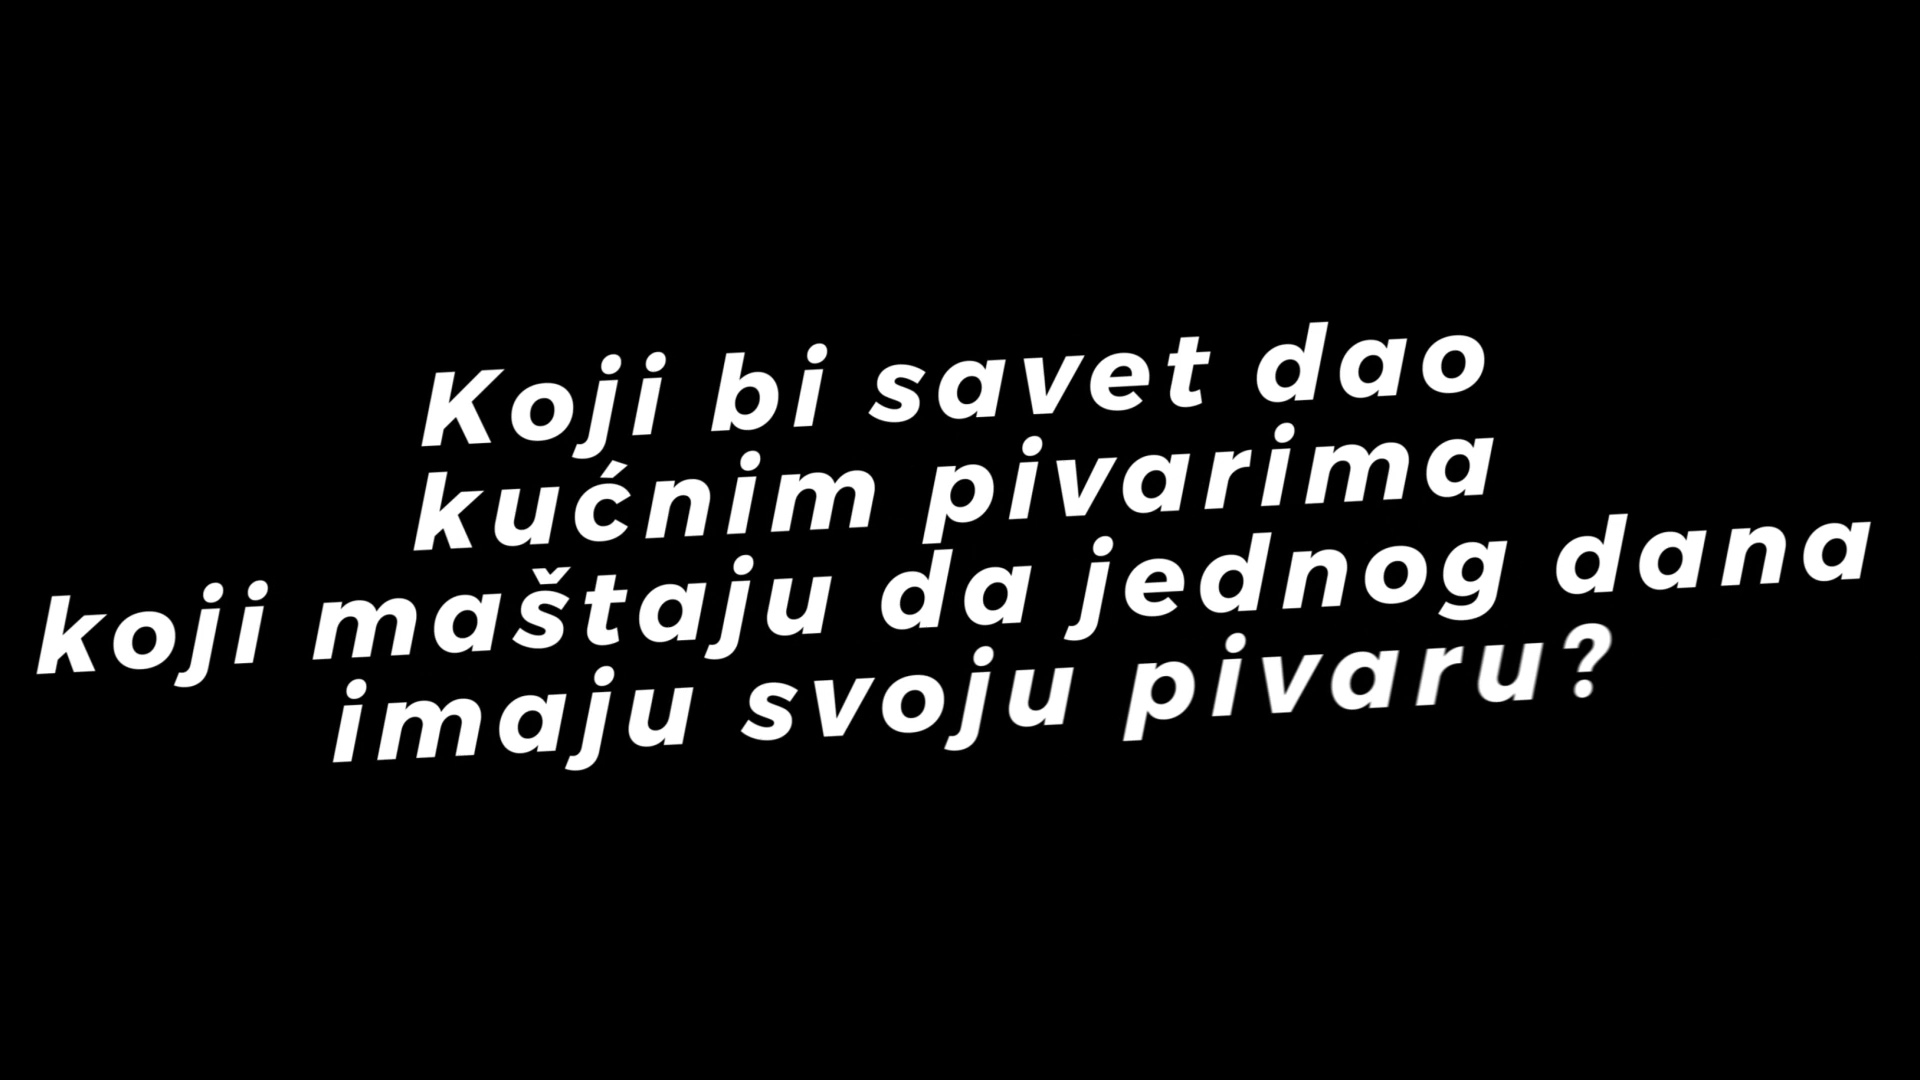 Koji bi savet dao
kućnim pivarima
koji maštaju da jednog dana
imaju svoju pivaru?